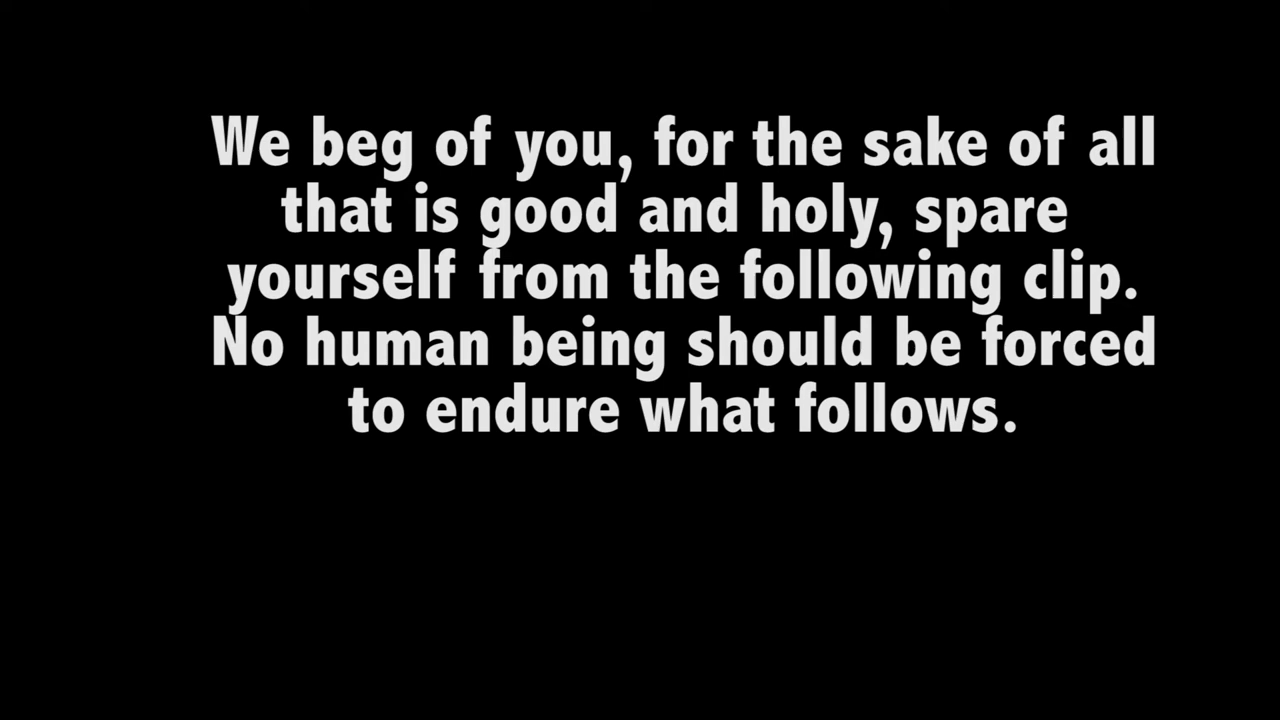 We beg of you, for the sake of all
that is good and holy, spare
yourself from the following clip.
No human being should be forced
to endure what follows.